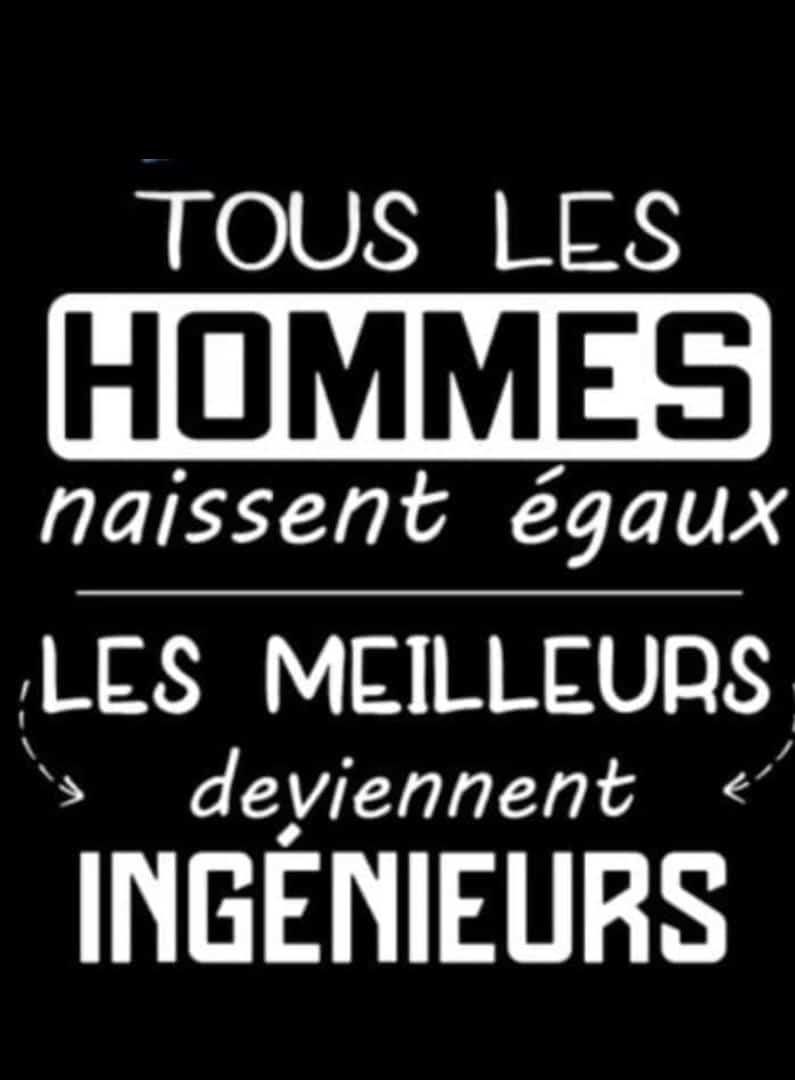 TOUS LES
HOMMES
naissent égaux
LES MEILLEURS
deviennent
INGÉNIEURS